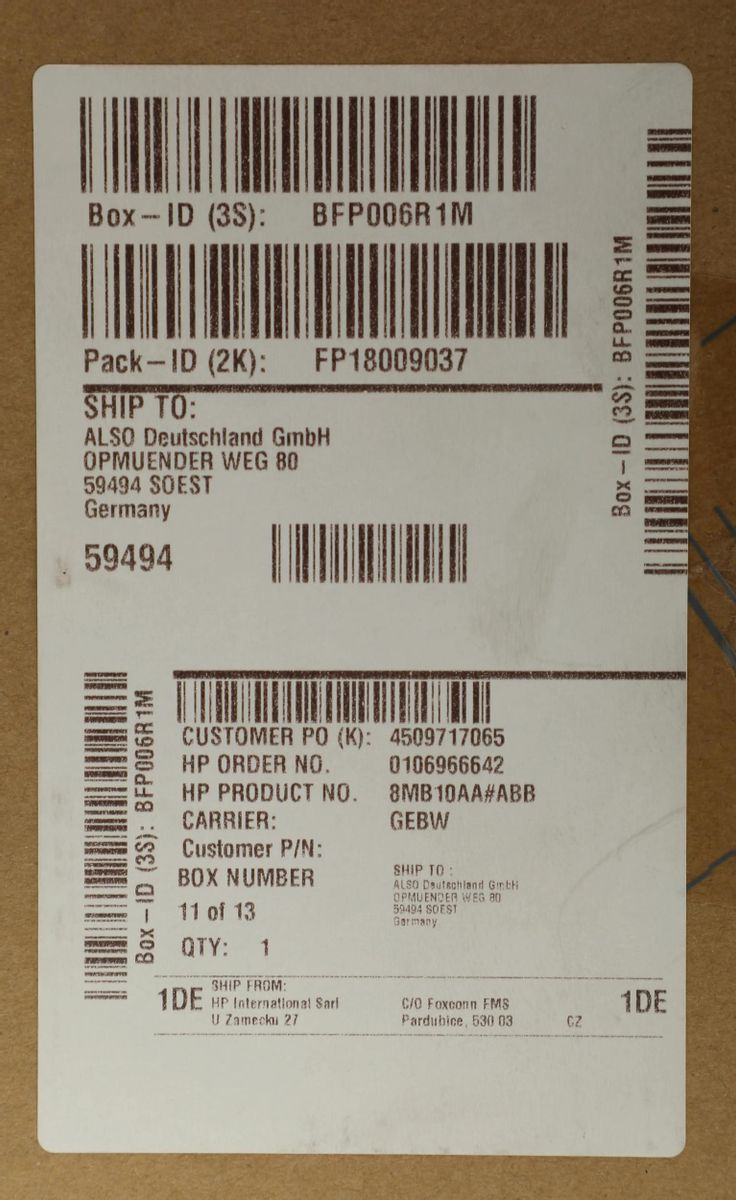 Box-ID (3S): BFP006R1M
Pack-ID (2K): FP18009037
SHIP TO:
ALSO Deutschland GmbH
OPMUENDER WEG 80
59494 SOEST
Germany
59494
Box-ID (3S): BFP006R1M
Box-ID (3S): BFP006R1M
CUSTOMER PO (K): 4509717065
HP ORDER NO. 0106966642
HP PRODUCT NO. 8MB10AA#ABB
CARRIER: GEBW
Customer P/N:
BOX NUMBER
11 of 13
QTY: 1
SHIP TO :
ALSO Deutschland GmbH
OPMUENDER WEG 80
59494 SOEST
Germany
1DE
SHIP FROM:
HP International Sarl C/O Foxconn FMS
U Zamecku 27 Pardubice, 530 03 CZ
1DE